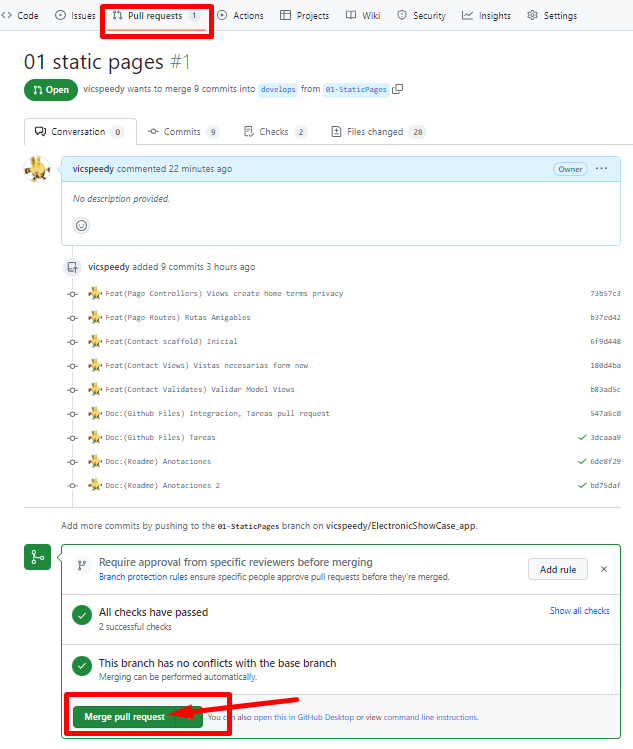 Code Issues Pull requests 1 Actions Projects Wiki Security Insights Settings
01 static pages #1
Open vicspeedy wants to merge 9 commits into develops from 01-StaticPages
Conversation 0 Commits 9 Checks 2 Files changed 28
vicspeedy commented 22 minutes ago Owner ...
No description provided.
vicspeedy added 9 commits 3 hours ago
Feat(Page Controllers) Views create home terms privacy 73b57c3
Feat(Page Routes) Rutas Amigables b37ed42
Feat(Contact scaffold) Inicial 6f9d448
Feat(Contact Views) Vistas necesarias form new 180d4ba
Feat(Contact Validates) Validar Model Views b83ad5c
Doc:(Github Files) Integracion, Tareas pull request 547a5c0
Doc:(Github Files) Tareas 3dcaaa9
Doc:(Readme) Anotaciones 6de8f29
Doc:(Readme) Anotaciones 2 bd75daf
Add more commits by pushing to the 01-StaticPages branch on vicspeedy/ElectronicShowCase_app.
Require approval from specific reviewers before merging
Branch protection rules ensure specific people approve pull requests before they're merged.
Add rule
All checks have passed
2 successful checks
Show all checks
This branch has no conflicts with the base branch
Merging can be performed automatically.
Merge pull request You can also open this in GitHub Desktop or view command line instructions.